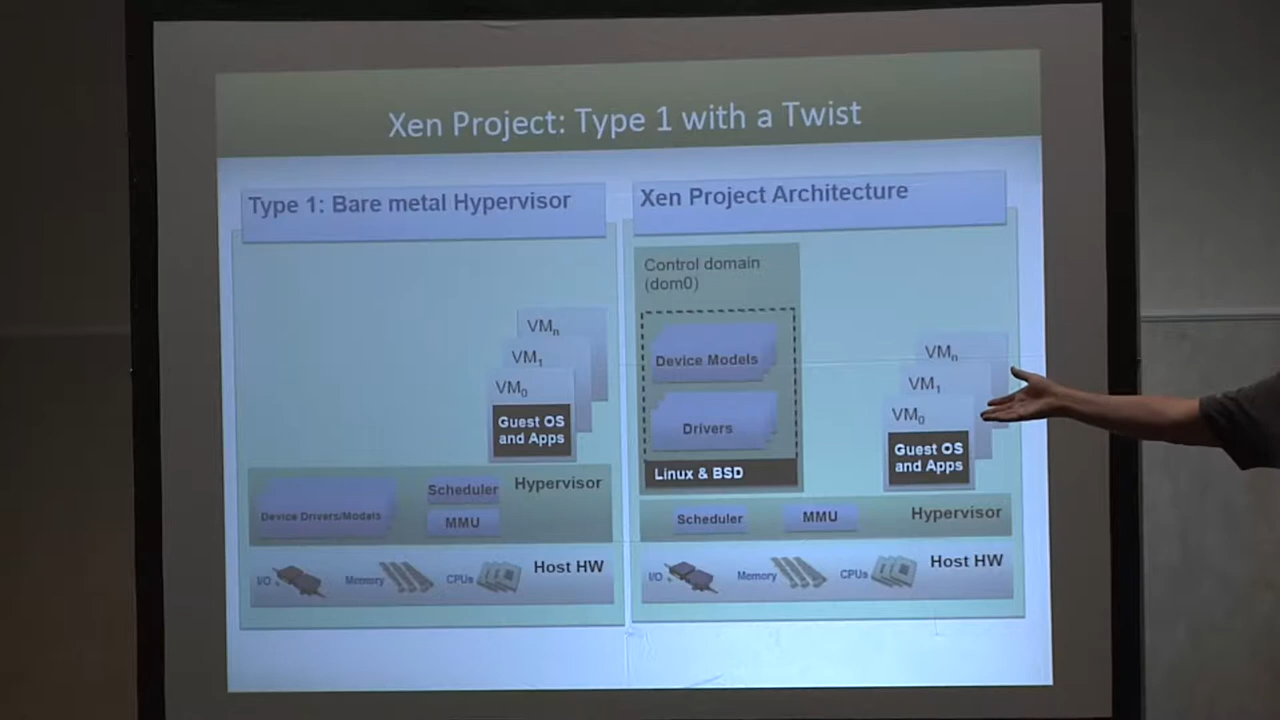 Xen Project: Type 1 with a Twist
Type 1: Bare metal Hypervisor
VMn
VM1
VM0
Guest OS
and Apps
Device Drivers/Models
Scheduler
MMU
Hypervisor
I/O
Memory
CPUs
Host HW
Xen Project Architecture
Control domain
(dom0)
Device Models
Drivers
Linux & BSD
VMn
VM1
VM0
Guest OS
and Apps
Scheduler
MMU
Hypervisor
I/O
Memory
CPUs
Host HW